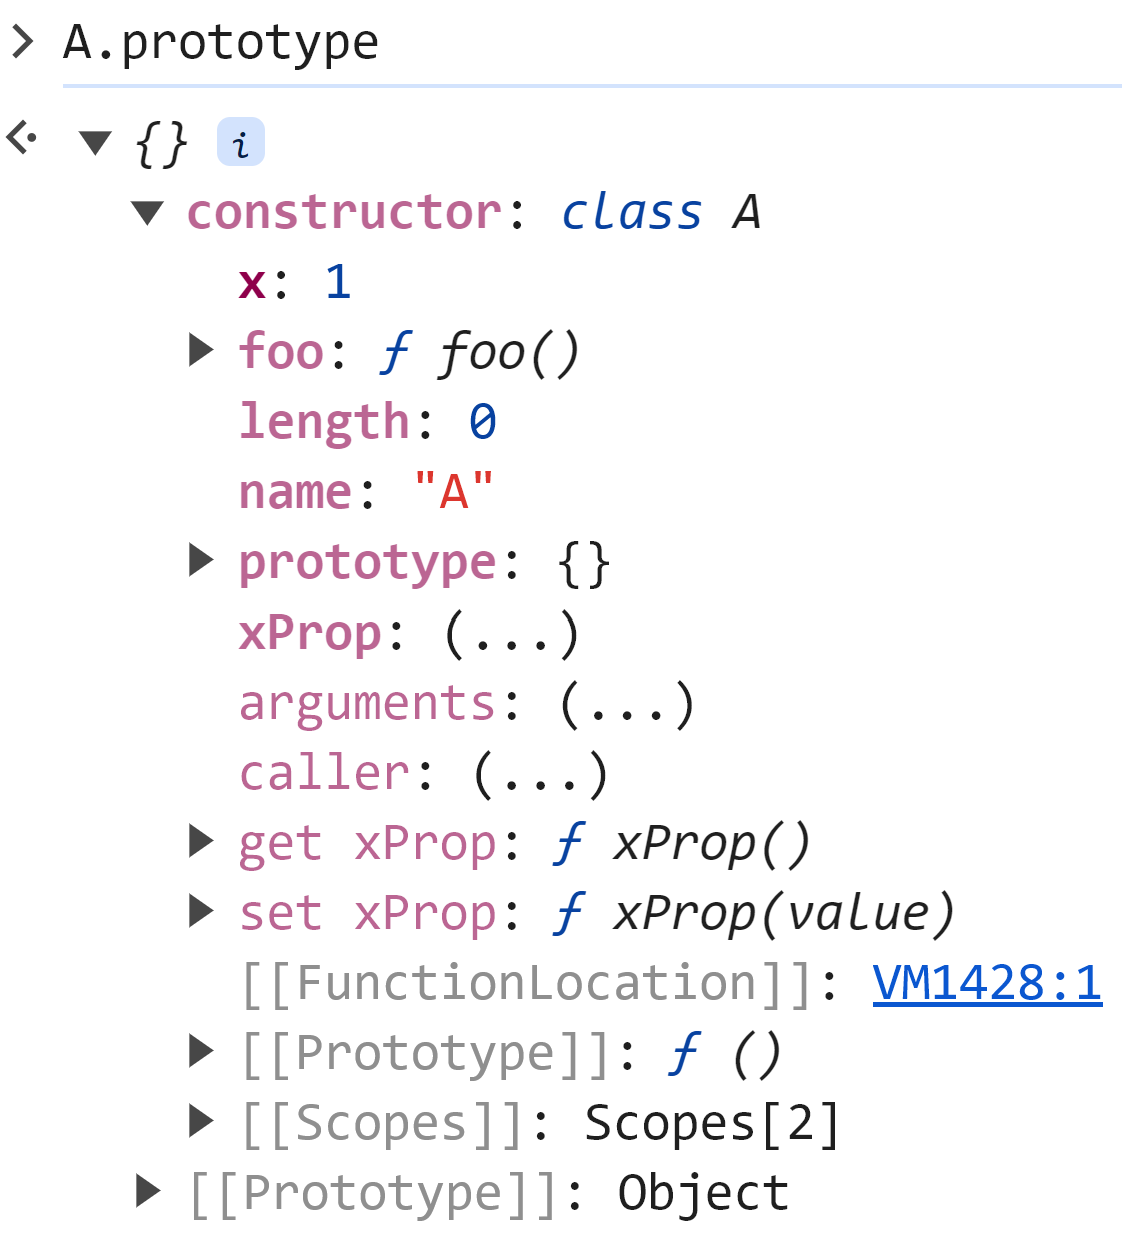 > A.prototype
{} i
constructor: class A
x: 1
foo: ƒ foo()
length: 0
name: "A"
prototype: {}
xProp: (...)
arguments: (...)
caller: (...)
get xProp: ƒ xProp()
set xProp: ƒ xProp(value)
[[FunctionLocation]]: VM1428:1
[[Prototype]]: ƒ ()
[[Scopes]]: Scopes[2]
[[Prototype]]: Object